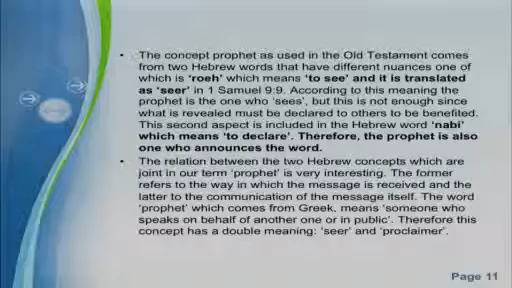 • The concept prophet as used in the Old Testament comes
from two Hebrew words that have different nuances one of
which is ‘roeh’ which means ‘to see’ and it is translated
as ‘seer’ in 1 Samuel 9:9. According to this meaning the
prophet is the one who ‘sees’, but this is not enough since
what is revealed must be declared to others to be benefited.
This second aspect is included in the Hebrew word ‘nabi’
which means ‘to declare’. Therefore, the prophet is also
one who announces the word.
• The relation between the two Hebrew concepts which are
joint in our term ‘prophet’ is very interesting. The former
refers to the way in which the message is received and the
latter to the communication of the message itself. The word
‘prophet’ which comes from Greek, means ‘someone who
speaks on behalf of another one or in public’. Therefore this
concept has a double meaning: ‘seer’ and ‘proclaimer’.
Page 11